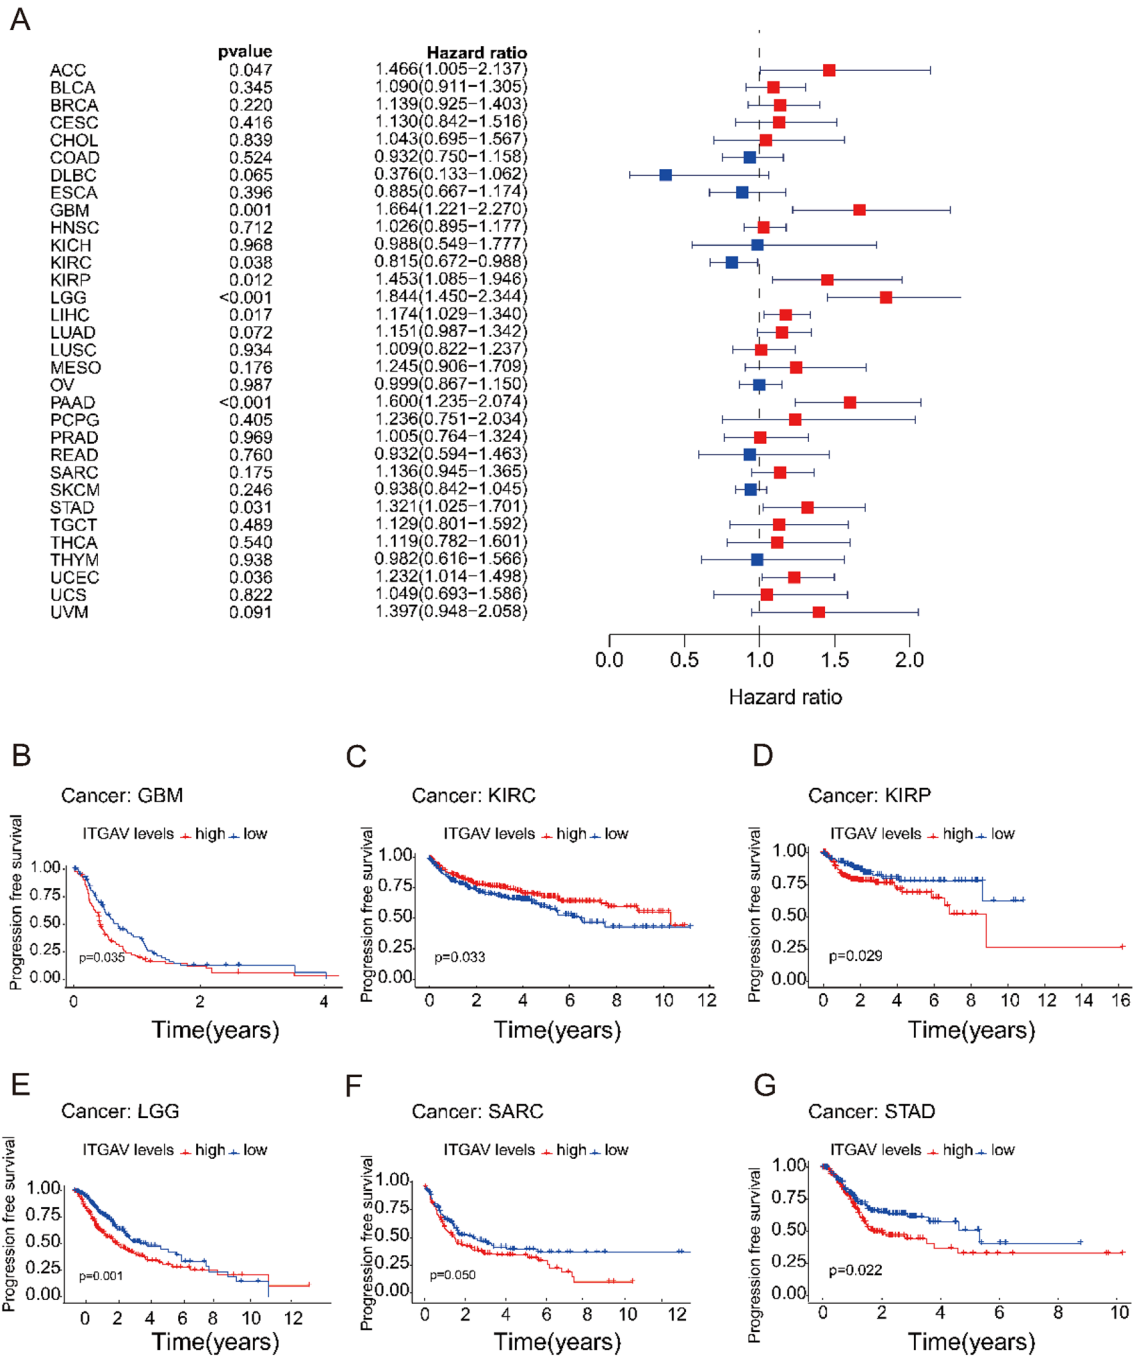 A
pvalue Hazard ratio
ACC 0.047 1.466(1.005−2.137)
BLCA 0.345 1.090(0.911−1.305)
BRCA 0.220 1.139(0.925−1.403)
CESC 0.416 1.130(0.842−1.516)
CHOL 0.839 1.043(0.695−1.567)
COAD 0.524 0.932(0.750−1.158)
DLBC 0.065 0.376(0.133−1.062)
ESCA 0.396 0.885(0.667−1.174)
GBM 0.001 1.664(1.221−2.270)
HNSC 0.712 1.026(0.895−1.177)
KICH 0.968 0.988(0.549−1.777)
KIRC 0.038 0.815(0.672−0.988)
KIRP 0.012 1.453(1.085−1.946)
LGG <0.001 1.844(1.450−2.344)
LIHC 0.017 1.174(1.029−1.340)
LUAD 0.072 1.151(0.987−1.342)
LUSC 0.934 1.009(0.822−1.237)
MESO 0.176 1.245(0.906−1.709)
OV 0.987 0.999(0.867−1.150)
PAAD <0.001 1.600(1.235−2.074)
PCPG 0.405 1.236(0.751−2.034)
PRAD 0.969 1.005(0.764−1.324)
READ 0.760 0.932(0.594−1.463)
SARC 0.175 1.136(0.945−1.365)
SKCM 0.246 0.938(0.842−1.045)
STAD 0.031 1.321(1.025−1.701)
TGCT 0.489 1.129(0.801−1.592)
THCA 0.540 1.119(0.782−1.601)
THYM 0.938 0.982(0.616−1.566)
UCEC 0.036 1.232(1.014−1.498)
UCS 0.822 1.049(0.693−1.586)
UVM 0.091 1.397(0.948−2.058)
0.0 0.5 1.0 1.5 2.0
Hazard ratio
B
Cancer: GBM
ITGAV levels high low
Progression free survival
1.00
0.75
0.50
0.25
0.00
p=0.035
0 2 4
Time(years)
C
Cancer: KIRC
ITGAV levels high low
Progression free survival
1.00
0.75
0.50
0.25
0.00
p=0.033
0 2 4 6 8 10 12
Time(years)
D
Cancer: KIRP
ITGAV levels high low
Progression free survival
1.00
0.75
0.50
0.25
0.00
p=0.029
0 2 4 6 8 10 12 14 16
Time(years)
E
Cancer: LGG
ITGAV levels high low
Progression free survival
1.00
0.75
0.50
0.25
0.00
p=0.001
0 2 4 6 8 10 12
Time(years)
F
Cancer: SARC
ITGAV levels high low
Progression free survival
1.00
0.75
0.50
0.25
0.00
p=0.050
0 2 4 6 8 10 12
Time(years)
G
Cancer: STAD
ITGAV levels high low
Progression free survival
1.00
0.75
0.50
0.25
0.00
p=0.022
0 2 4 6 8 10
Time(years)